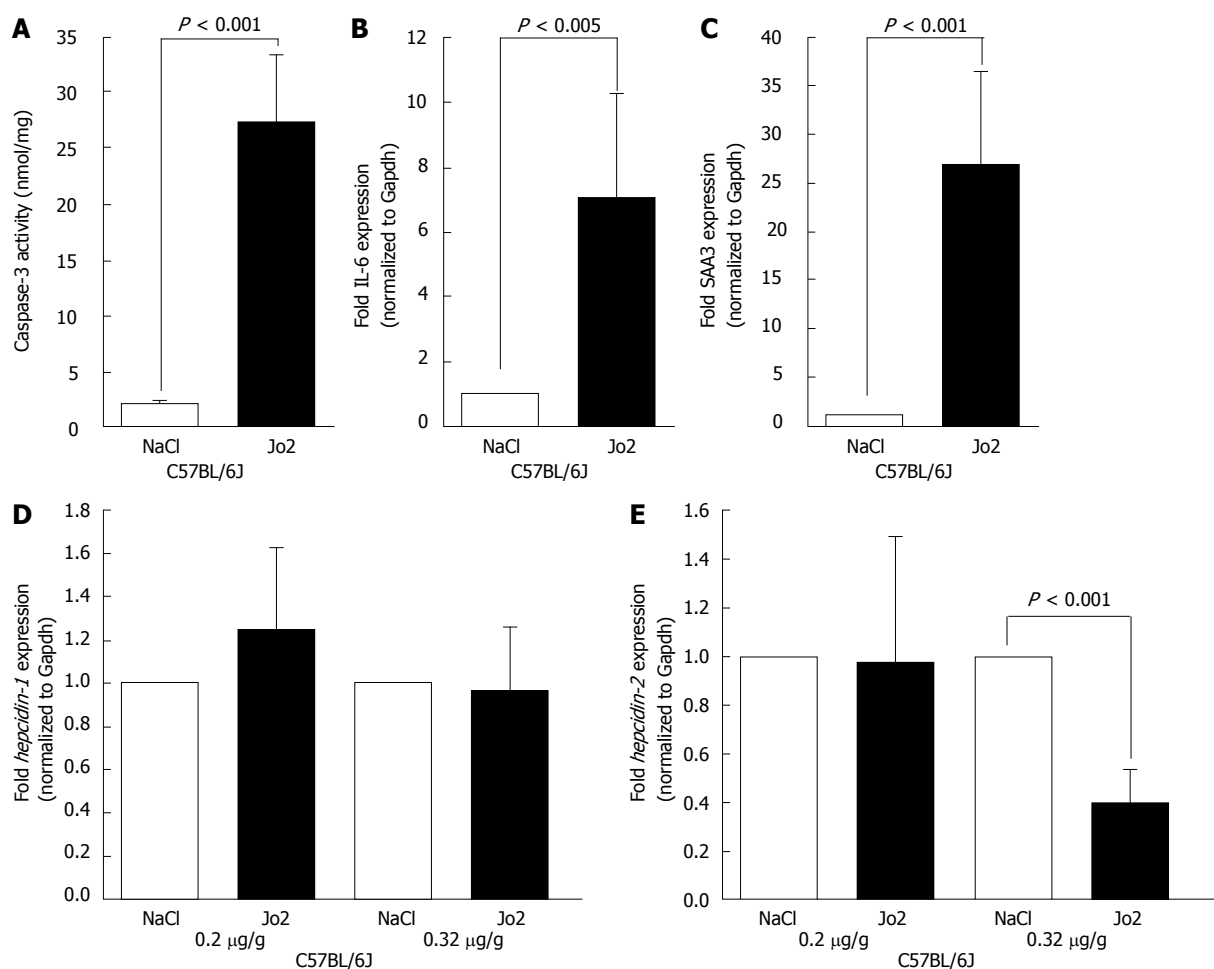 A
P < 0.001
35
30
25
20
15
10
5
0
Caspase-3 activity (nmol/mg)
NaCl Jo2
C57BL/6J
B
P < 0.005
12
10
8
6
4
2
0
Fold IL-6 expression
(normalized to Gapdh)
NaCl Jo2
C57BL/6J
C
P < 0.001
40
35
30
25
20
15
10
5
0
Fold SAA3 expression
(normalized to Gapdh)
NaCl Jo2
C57BL/6J
D
1.8
1.6
1.4
1.2
1.0
0.8
0.6
0.4
0.2
0.0
Fold hepcidin-1 expression
(normalized to Gapdh)
NaCl Jo2 NaCl Jo2
0.2 μg/g 0.32 μg/g
C57BL/6J
E
1.6
1.4
1.2
1.0
0.8
0.6
0.4
0.2
0.0
Fold hepcidin-2 expression
(normalized to Gapdh)
P < 0.001
NaCl Jo2 NaCl Jo2
0.2 μg/g 0.32 μg/g
C57BL/6J